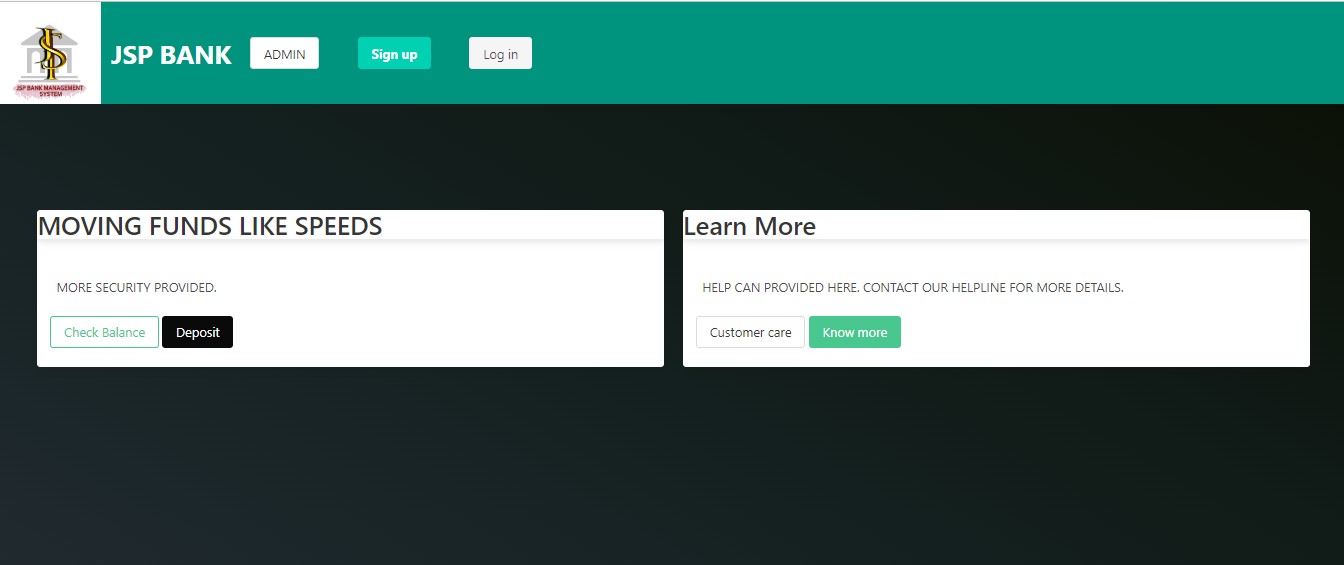 JSP BANK MANAGEMENT
SYSTEM
JSP BANK
ADMIN
Sign up
Log in
MOVING FUNDS LIKE SPEEDS
MORE SECURITY PROVIDED.
Check Balance
Deposit
Learn More
HELP CAN PROVIDED HERE. CONTACT OUR HELPLINE FOR MORE DETAILS.
Customer care
Know more